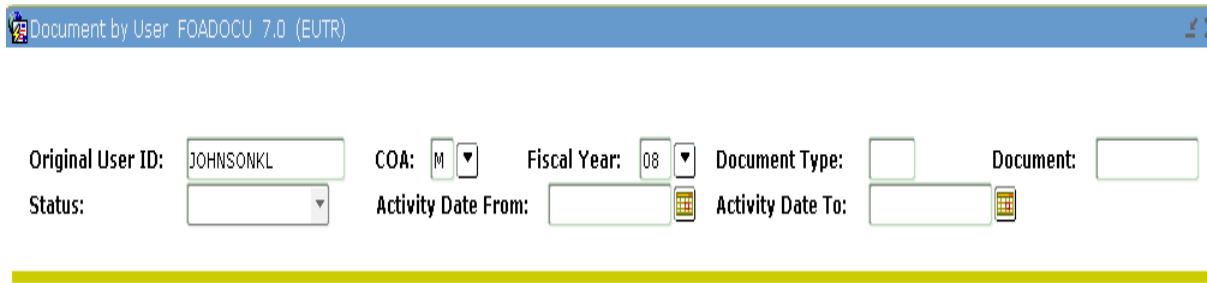 Document by User FOADOCU 7.0 (EUTR)
Original User ID: JOHNSONKL COA: M Fiscal Year: 08 Document Type: Document:
Status: Activity Date From: Activity Date To: